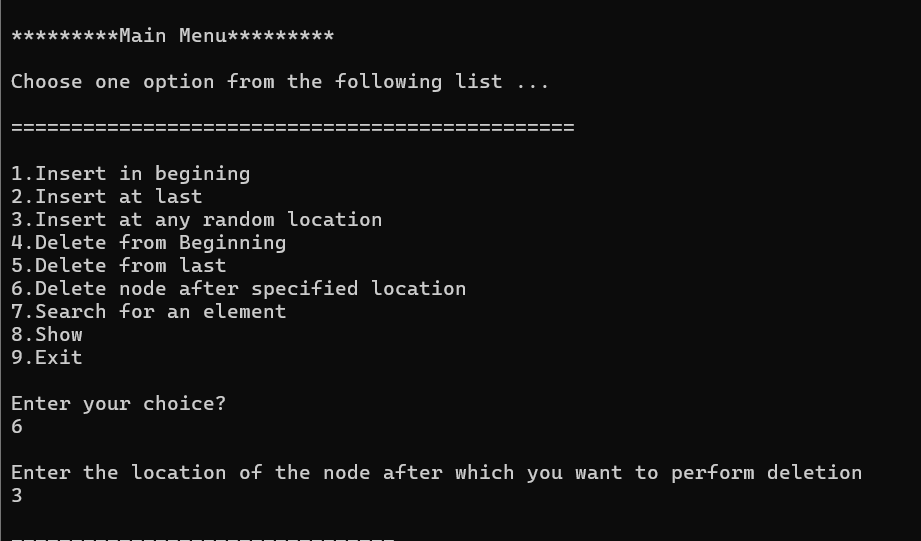 *********Main Menu*********
Choose one option from the following list ...
===============================================
1.Insert in begining
2.Insert at last
3.Insert at any random location
4.Delete from Beginning
5.Delete from last
6.Delete node after specified location
7.Search for an element
8.Show
9.Exit
Enter your choice?
6
Enter the location of the node after which you want to perform deletion
3
================================